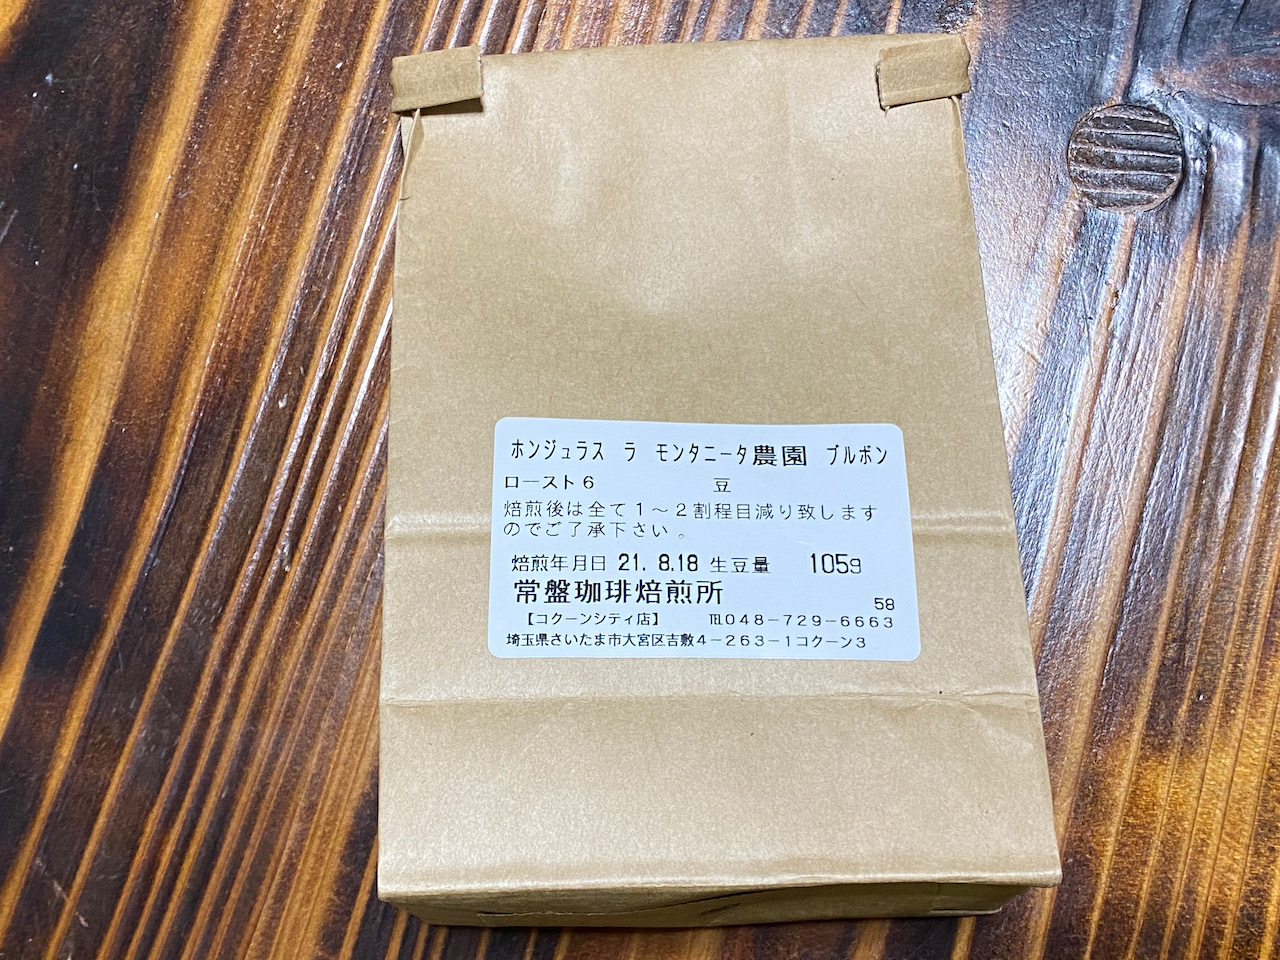 ホンジュラス ラ モンタニータ農園 ブルボン
ロースト6 豆
焙煎後は全て1～2割程目減り致します
のでご了承下さい。
焙煎年月日 21. 8.18 生豆量 105g
常盤珈琲焙煎所
58
【コクーンシティ店】 ℡048-729-6663
埼玉県さいたま市大宮区吉敷4-263-1コクーン3